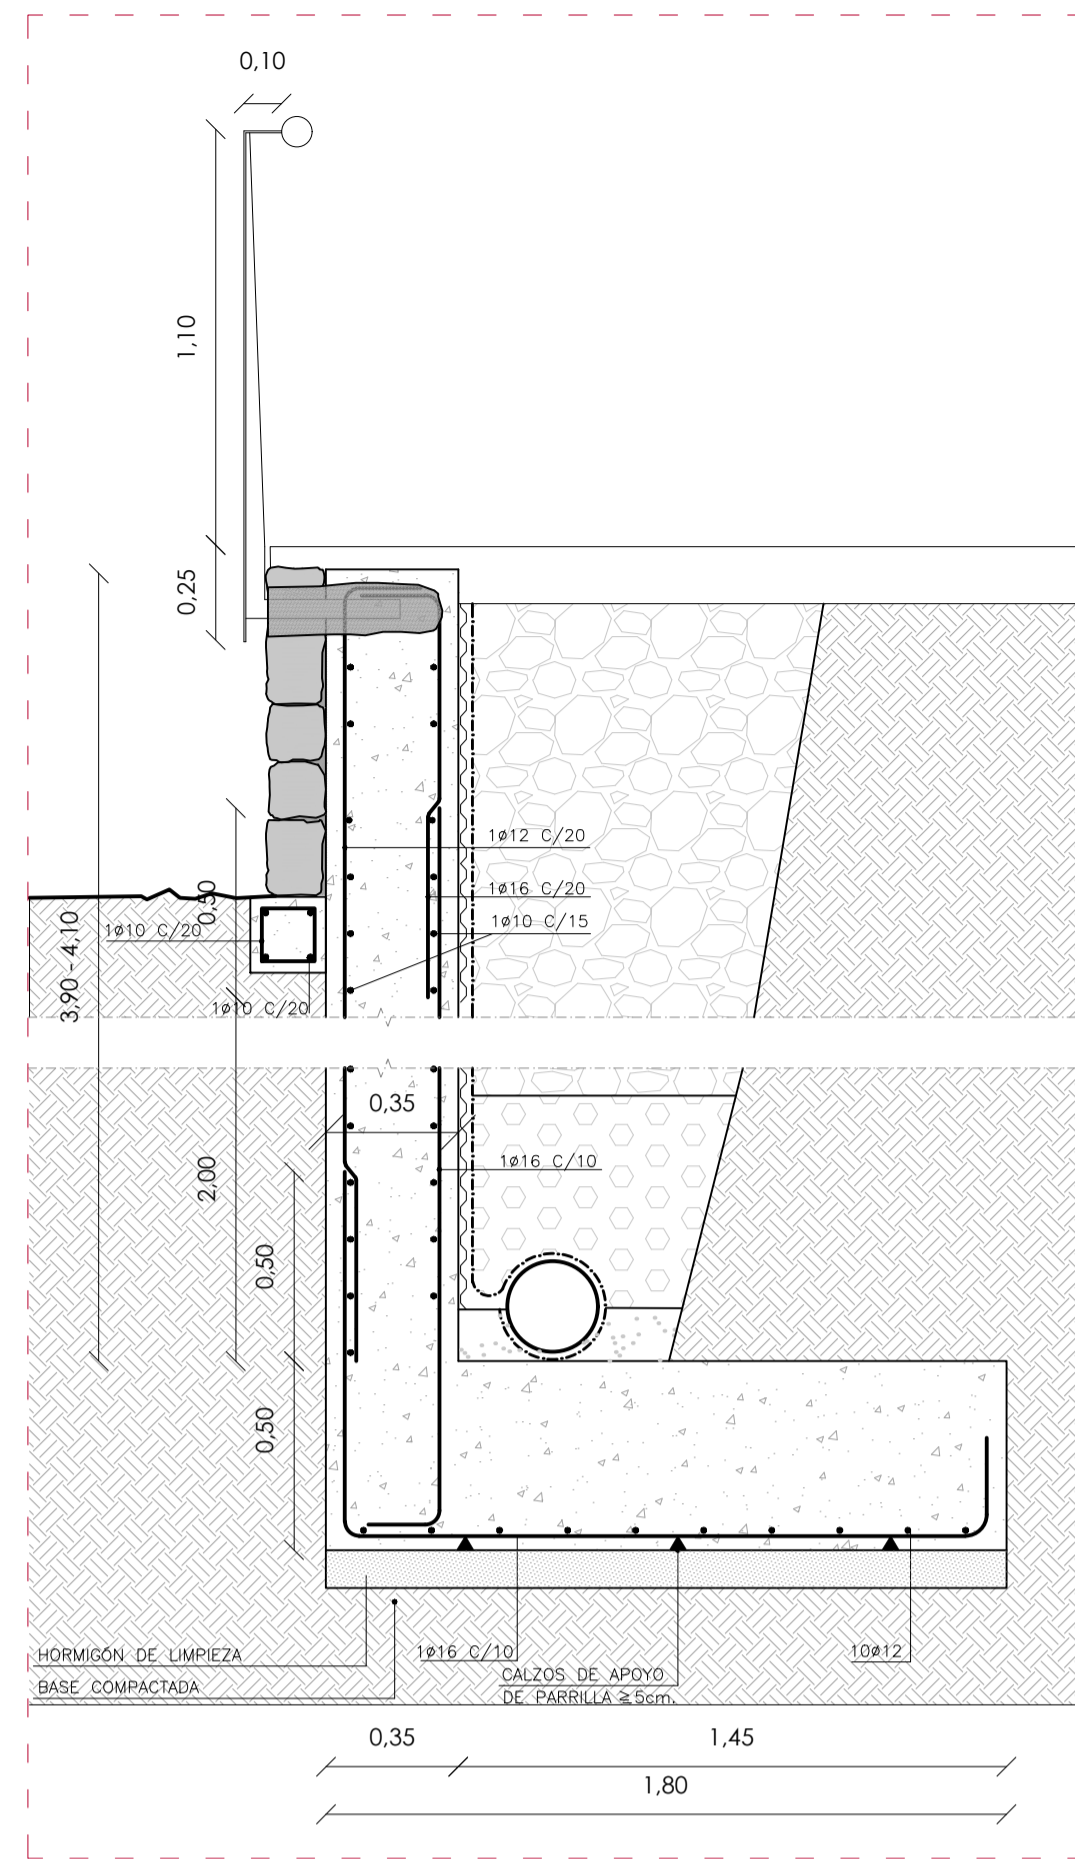 0,10
1,10
0,25
1ø12 C/20
1ø16 C/20
0,50
1ø10 C/15
1ø10 C/20
3,90 - 4,10
1ø10 C/20
0,35
1ø16 C/10
2,00
0,50
0,50
HORMIGÓN DE LIMPIEZA
1ø16 C/10
10ø12
BASE COMPACTADA
CALZOS DE APOYO
DE PARRILLA ≥5cm.
0,35
1,45
1,80